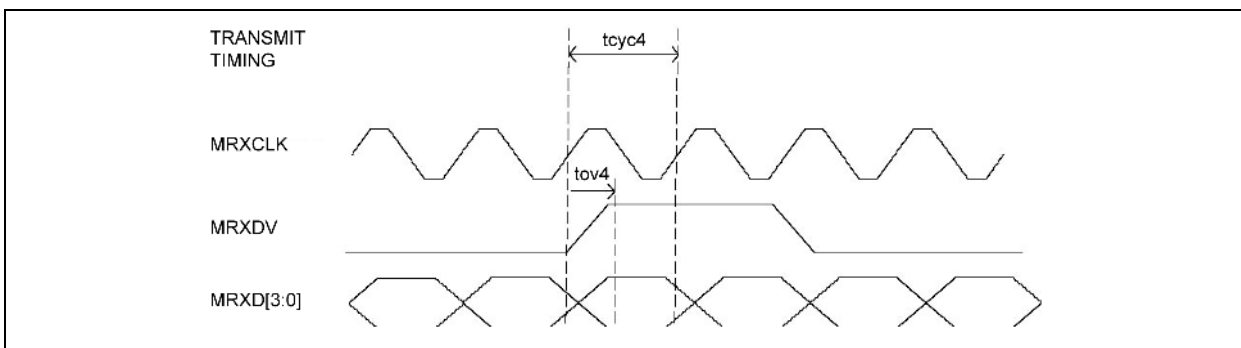 TRANSMIT
TIMING
tcyc4
MRXCLK
tov4
MRXDV
MRXD[3:0]